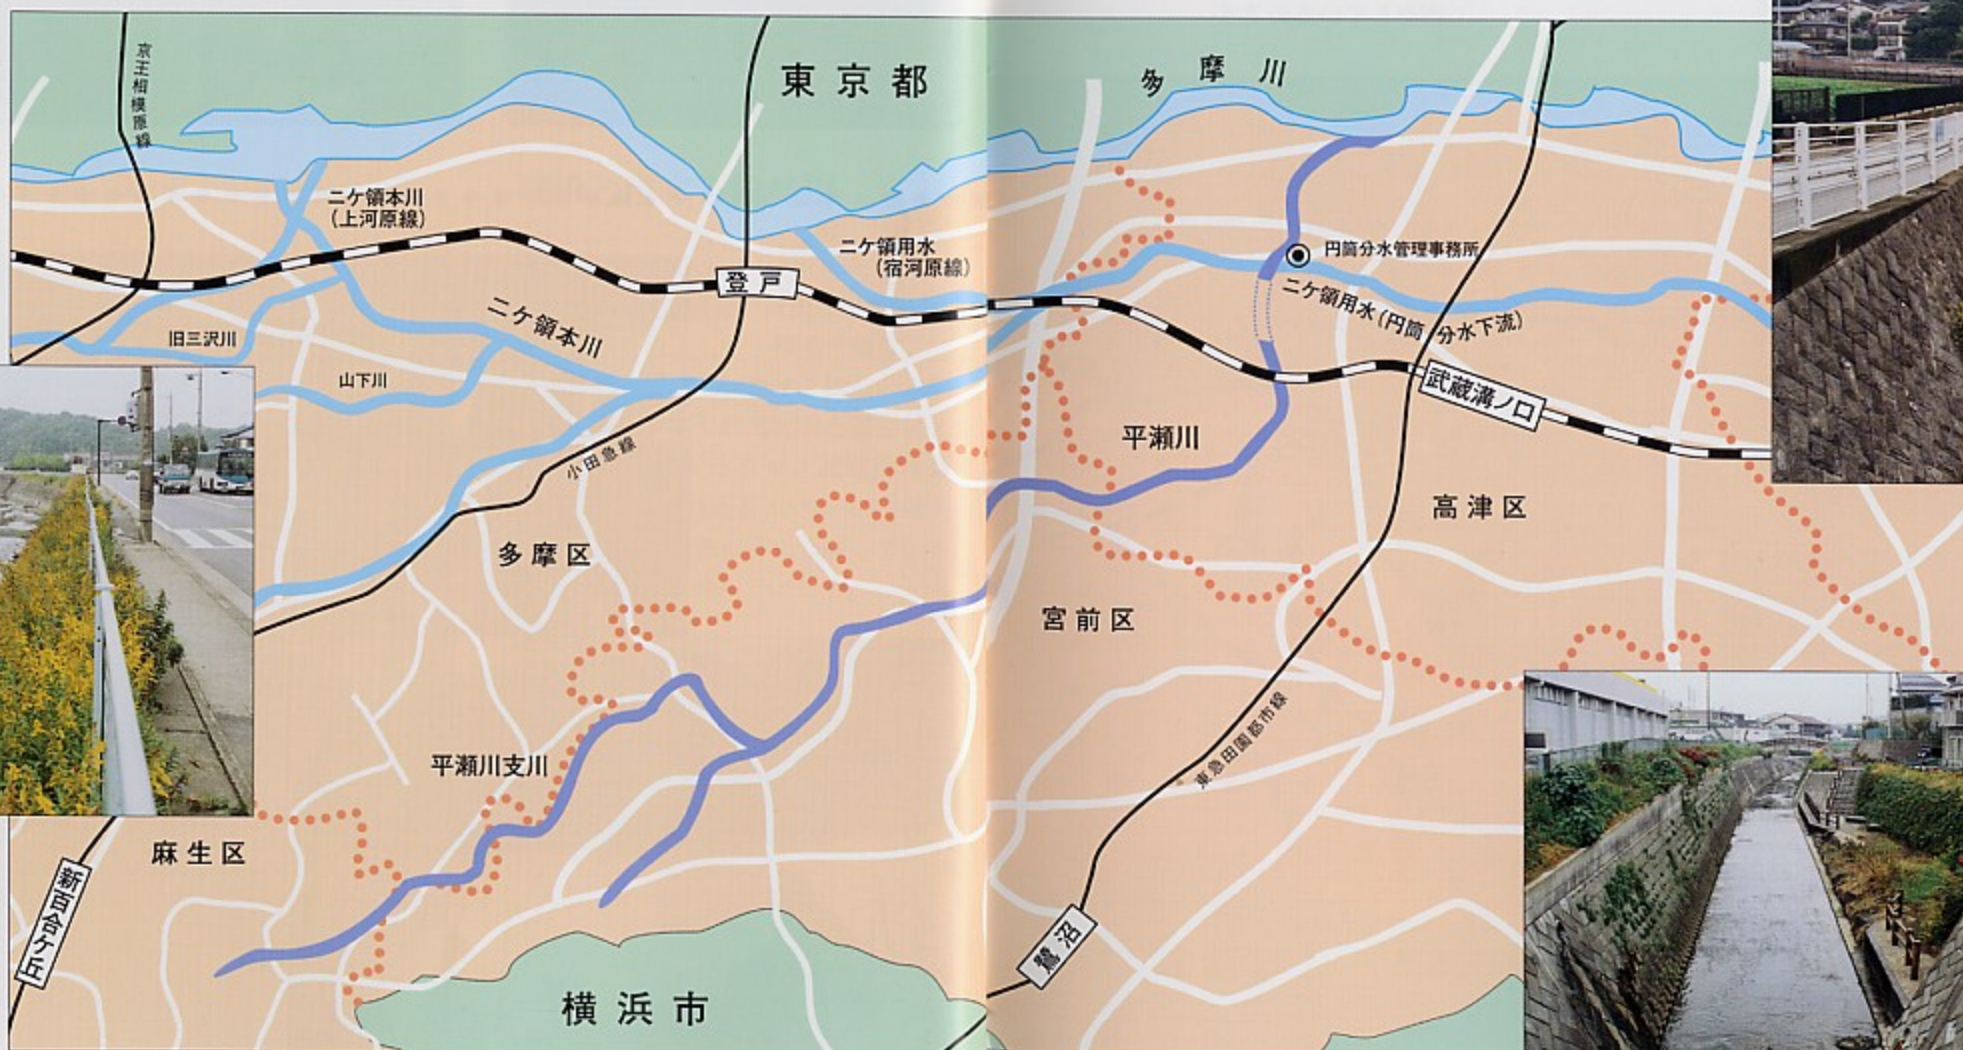 東京都
多摩川
京王相模原線
二ケ領本川
(上河原線)
二ケ領用水
(宿河原線)
円筒分水管理事務所
登戸
二ケ領用水(円筒分水下流)
二ケ領本川
旧三沢川
山下川
武蔵溝ノ口
平瀬川
小田急線
高津区
多摩区
宮前区
東急田園都市線
平瀬川支川
麻生区
新百合ケ丘
鷺沼
横浜市